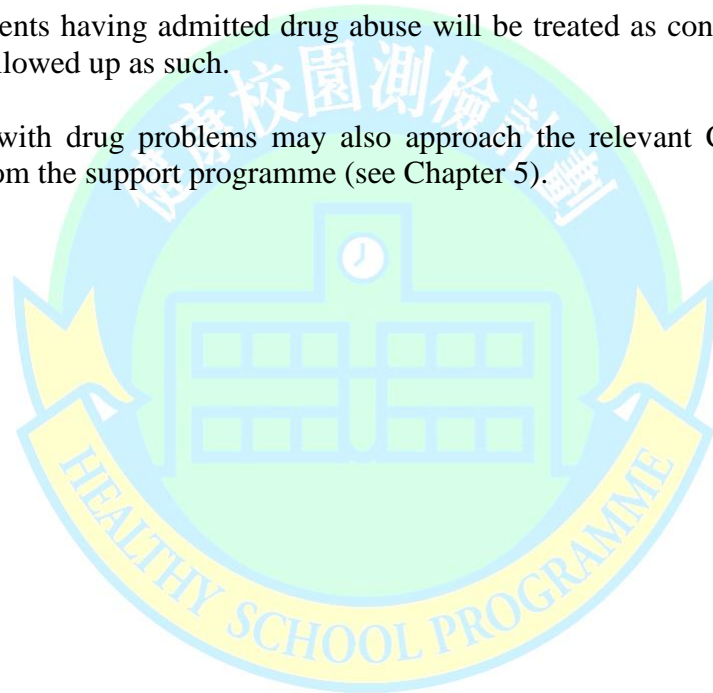 ents having admitted drug abuse will be treated as con
llowed up as such.
with drug problems may also approach the relevant C
om the support programme (see Chapter 5).
健康校園測檢計劃
HEALTHY SCHOOL PROGRAMME